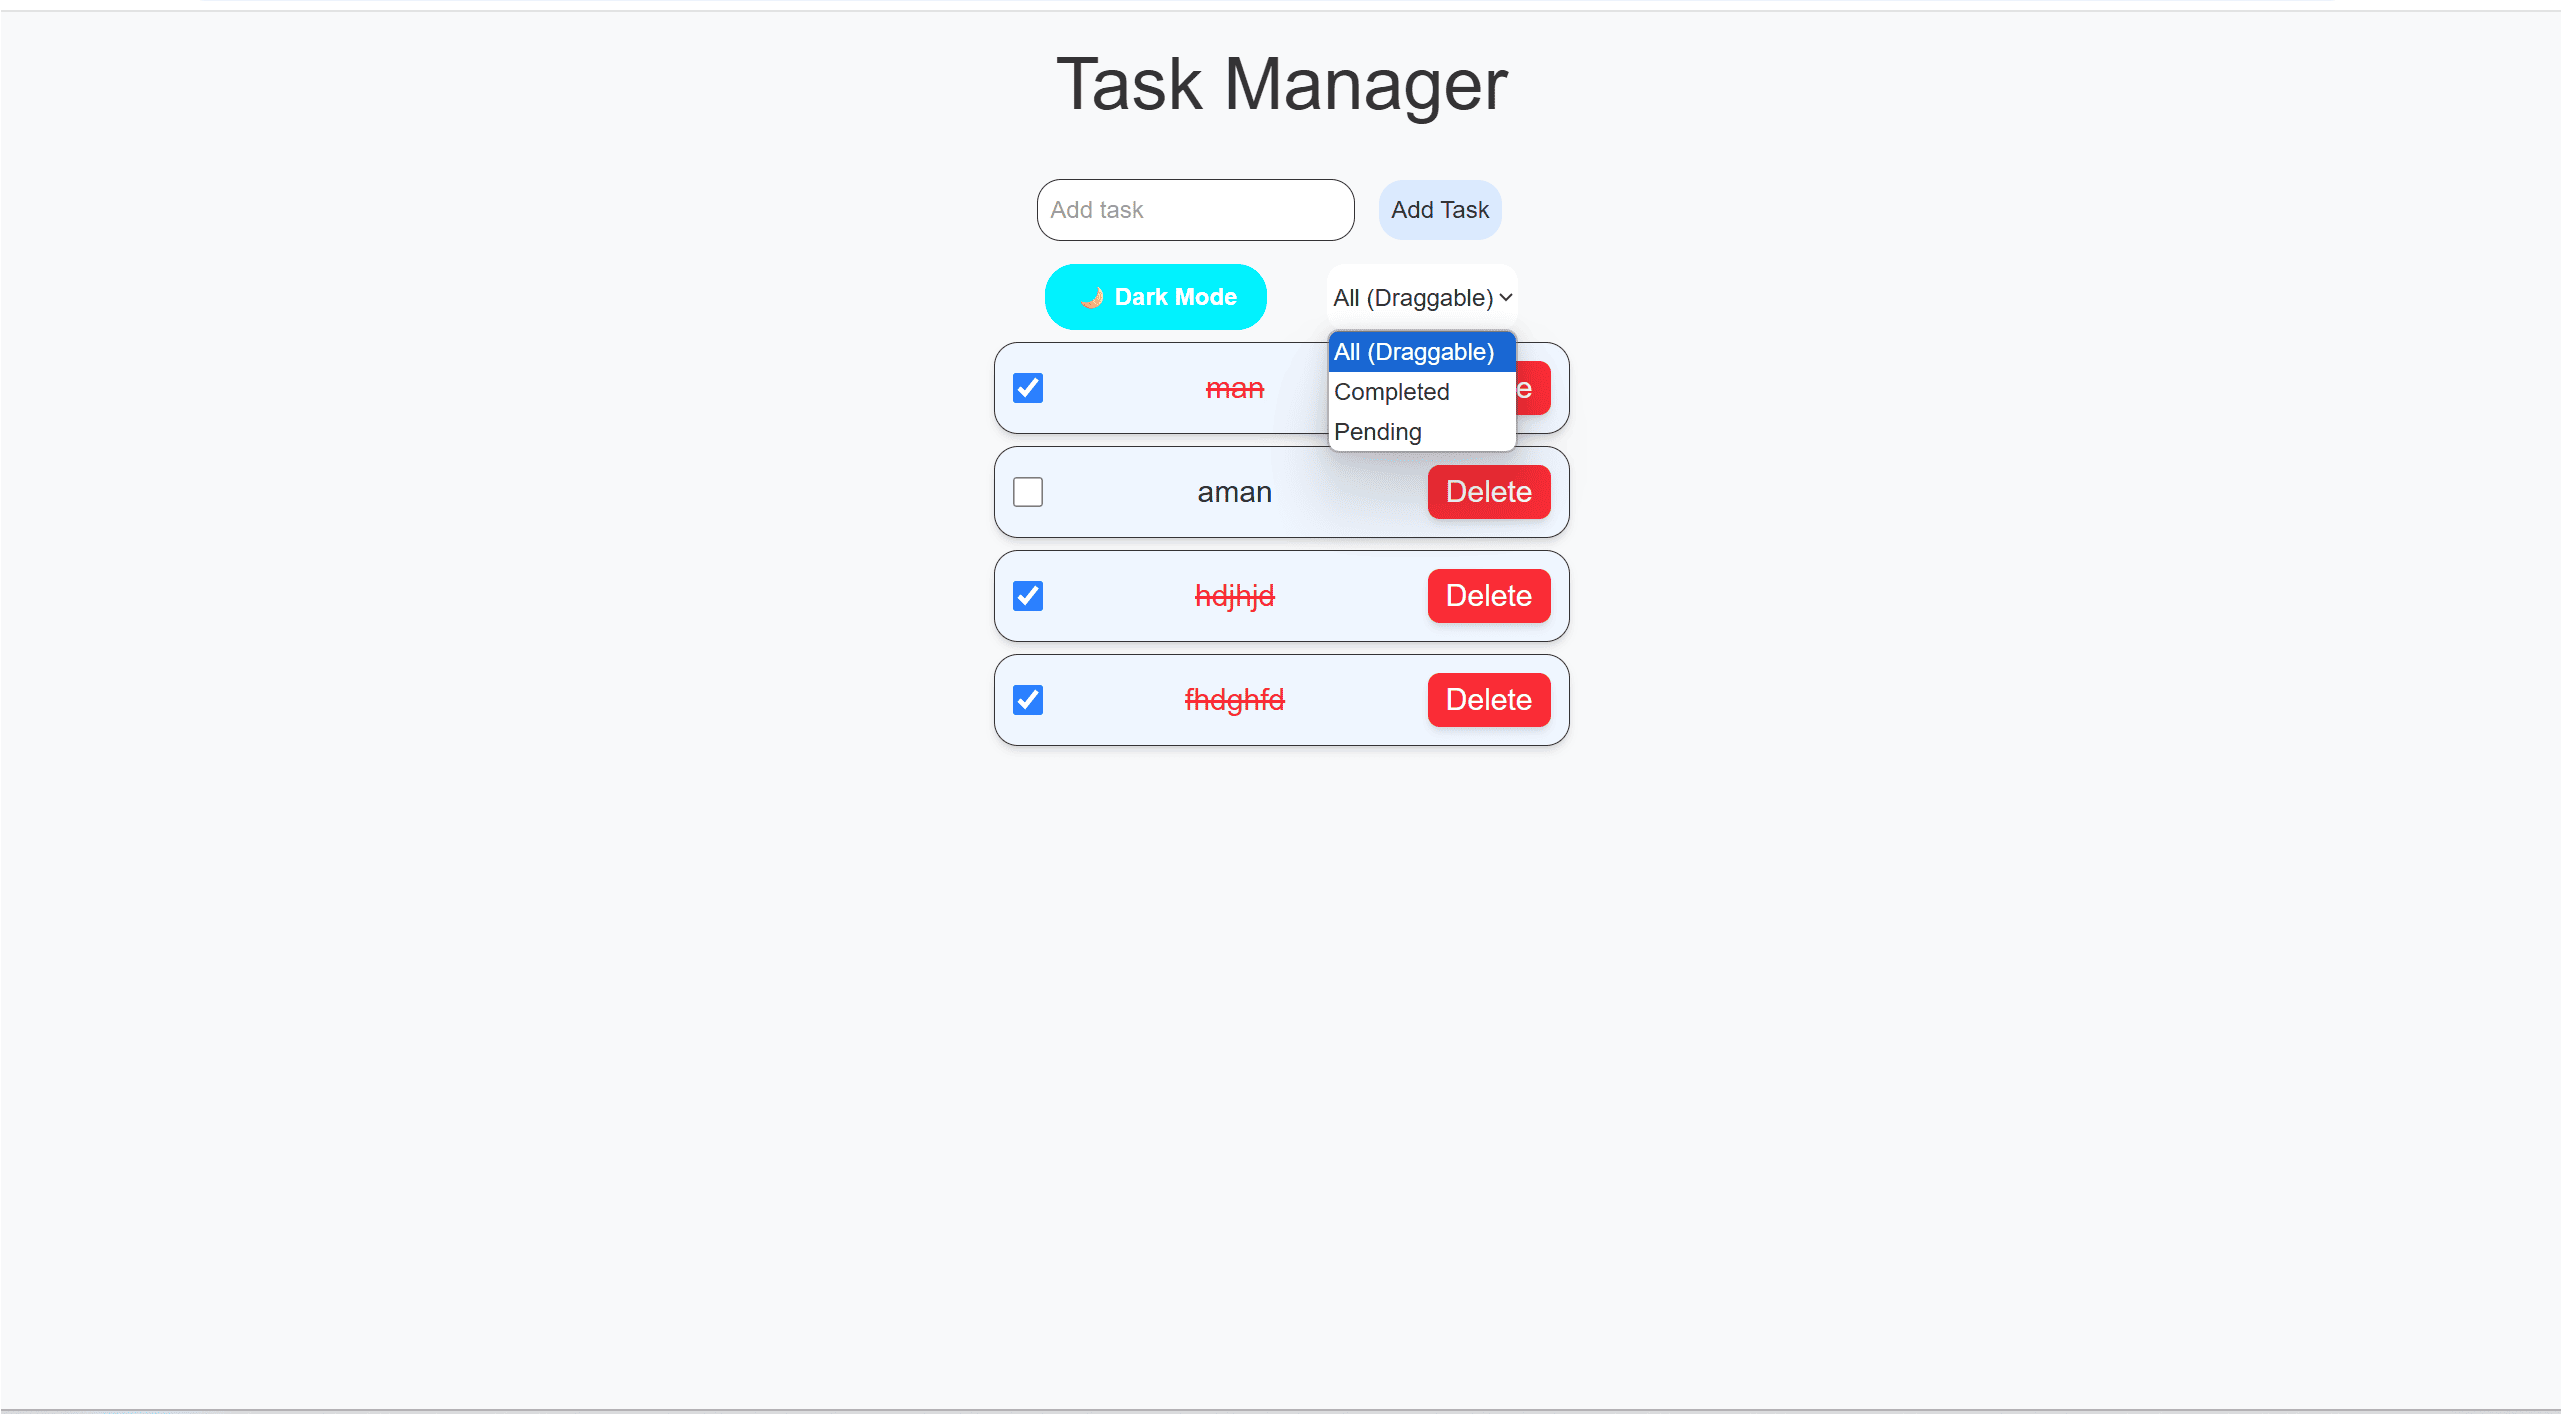 Task Manager
Add task Add Task
🌙 Dark Mode All (Draggable)
All (Draggable)
man
Completed
Pending
aman Delete
hdjhjd Delete
fhdghfd Delete